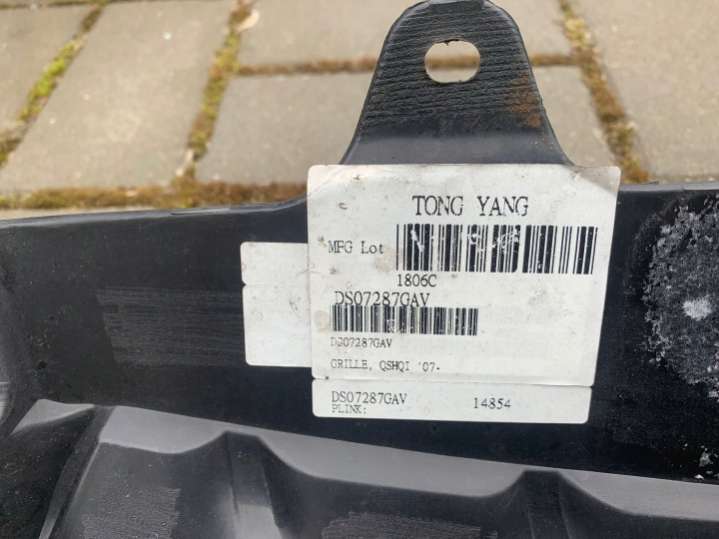 TONG YANG
MFG Lot
1806C
DS07287GAV
DS07287GAV
GRILLE, QSHQI '07-
DS07287GAV 14854
PLINK: